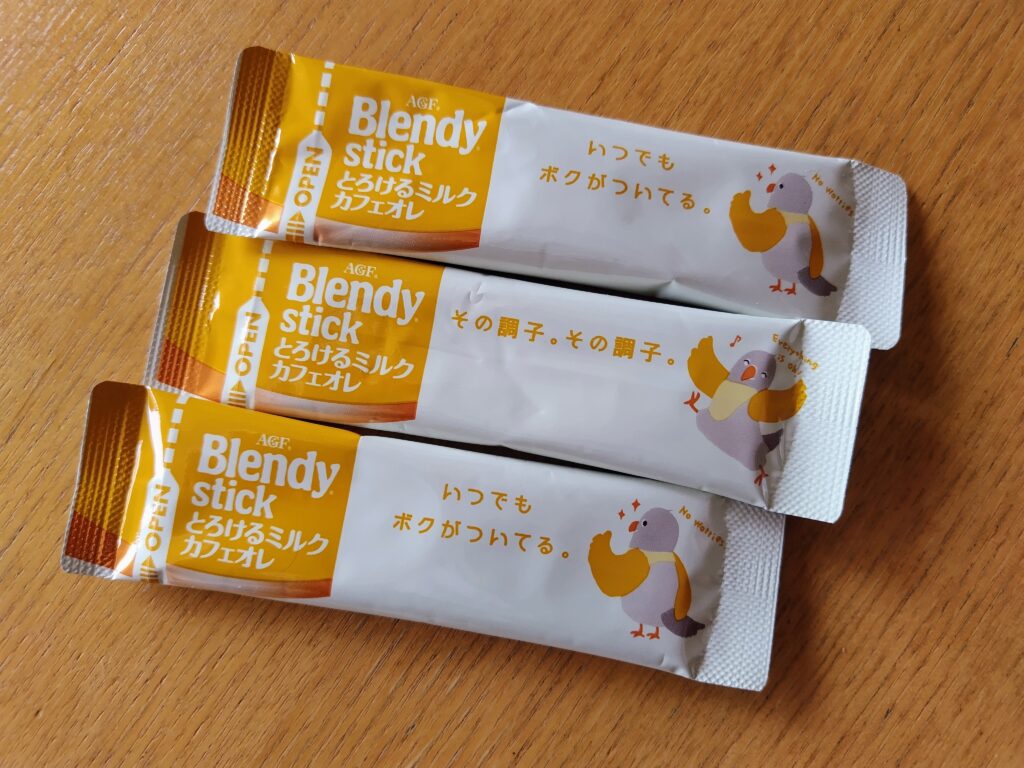 AGF®
Blendy®
stick
とろけるミルク
カフェオレ
OPEN
いつでも
ボクがついてる。
No worries
AGF®
Blendy®
stick
とろけるミルク
カフェオレ
OPEN
その調子。その調子。
Everything
is ok!
AGF®
Blendy®
stick
とろけるミルク
カフェオレ
OPEN
いつでも
ボクがついてる。
No worries